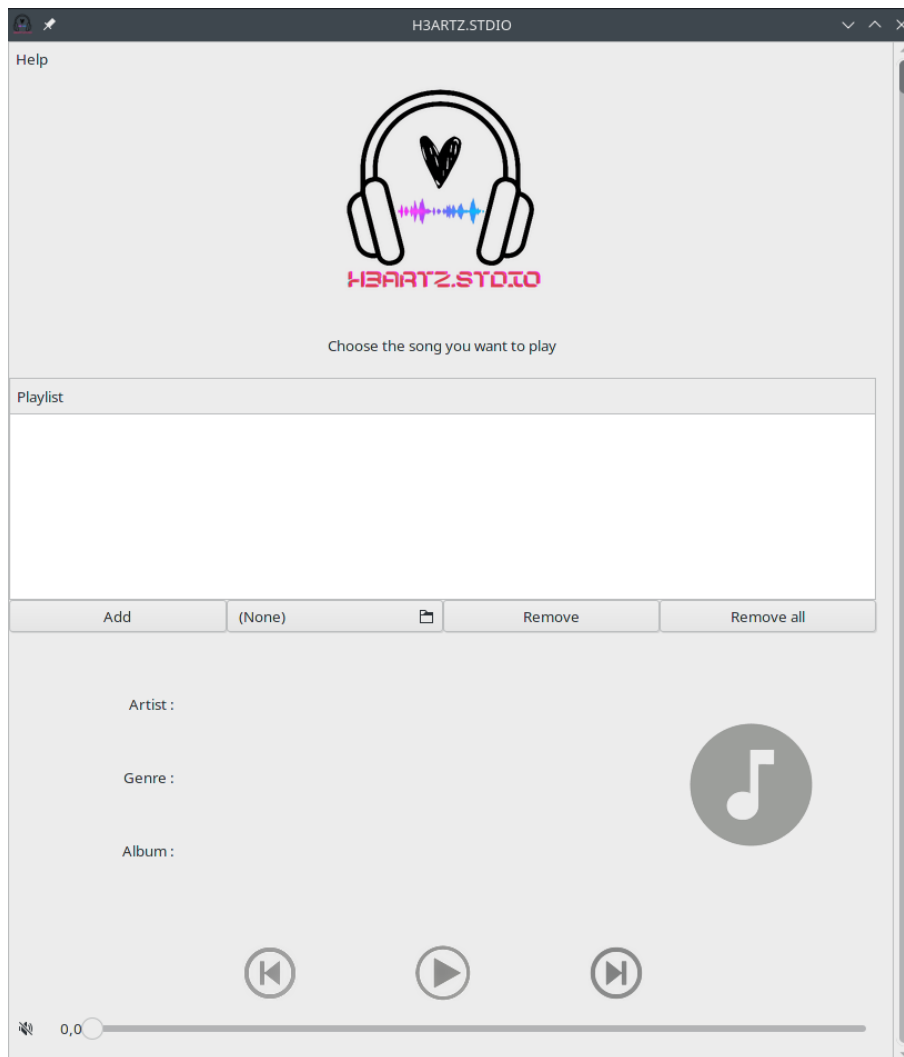 H3ARTZ.STDIO
Help
H3ARTZ.STDIO
Choose the song you want to play
Playlist
Add (None) Remove Remove all
Artist :
Genre :
Album :
0,0